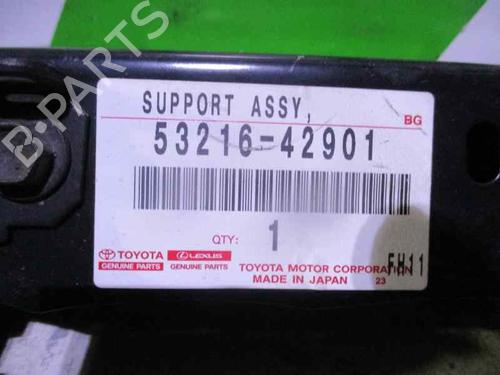 B-PARTS
SUPPORT ASSY,
BG
53216-42901
QTY: 1
TOYOTA
GENUINE PARTS
LEXUS
GENUINE PARTS
TOYOTA MOTOR CORPORATION
MADE IN JAPAN 23
FH11